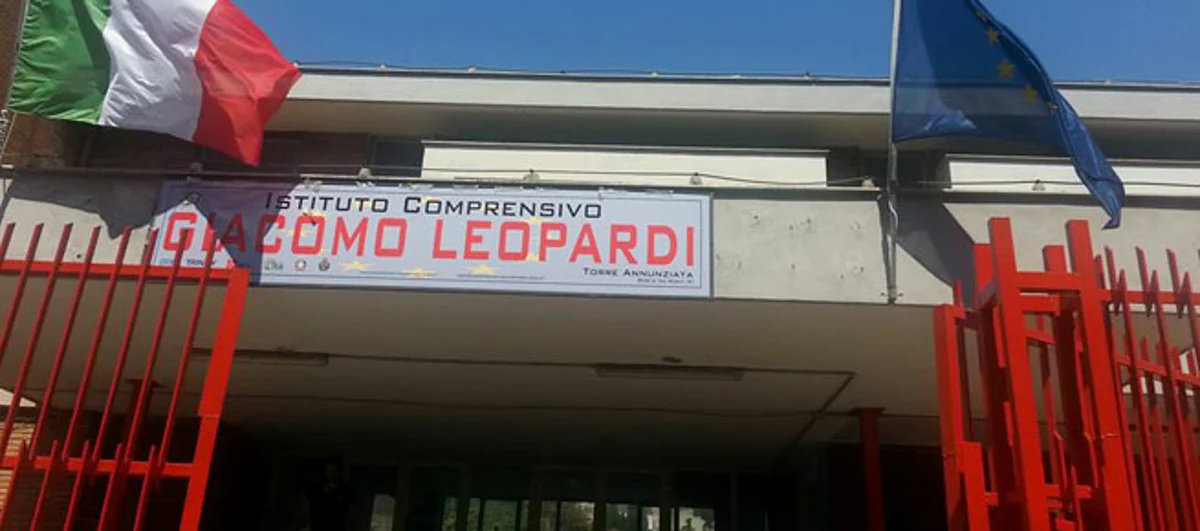 Istituto Comprensivo
GIACOMO LEOPARDI
Torre Annunziata